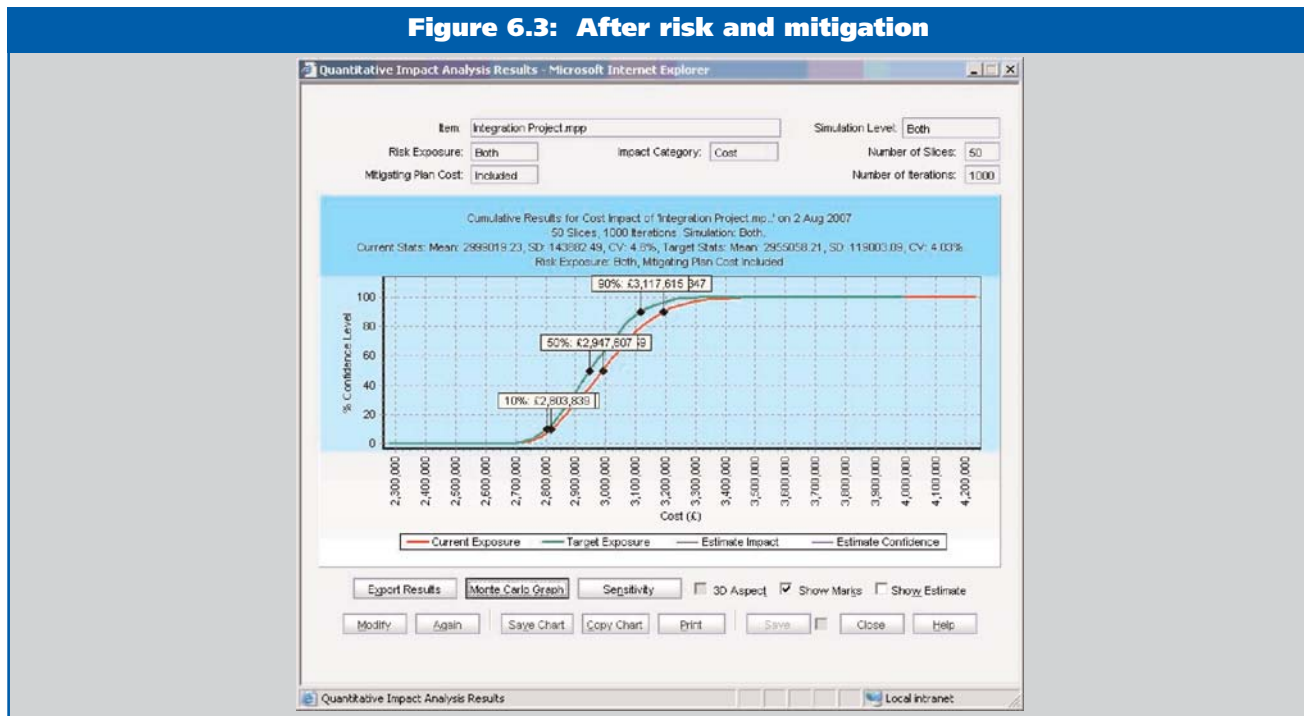 Figure 6.3: After risk and mitigation
Quantitative Impact Analysis Results - Microsoft Internet Explorer
Item: Integration Project.mpp Simulation Level: Both
Risk Exposure: Both Impact Category: Cost Number of Slices: 50
Mitigating Plan Cost: Included Number of Iterations: 1000
Cumulative Results for Cost Impact of 'Integration Project.mp..' on 2 Aug 2007
50 Slices, 1000 Iterations. Simulation: Both.
Current Stats: Mean: 2999019.23, SD: 143882.49, CV: 4.8%, Target Stats: Mean: 2955058.21, SD: 119003.09, CV: 4.03%
Risk Exposure: Both, Mitigating Plan Cost Included
90%: £3,117,615 347
50%: £2,947,607 9
10%: £2,803,839
% Confidence Level
100
80
60
40
20
0
2,300,000
2,400,000
2,500,000
2,600,000
2,700,000
2,800,000
2,900,000
3,000,000
3,100,000
3,200,000
3,300,000
3,400,000
3,500,000
3,600,000
3,700,000
3,800,000
3,900,000
4,000,000
4,100,000
4,200,000
Cost (£)
Current Exposure Target Exposure Estimate Impact Estimate Confidence
Export Results Monte Carlo Graph Sensitivity 3D Aspect Show Marks Show Estimate
Modify Again Save Chart Copy Chart Print Save Close Help
Quantitative Impact Analysis Results Local intranet